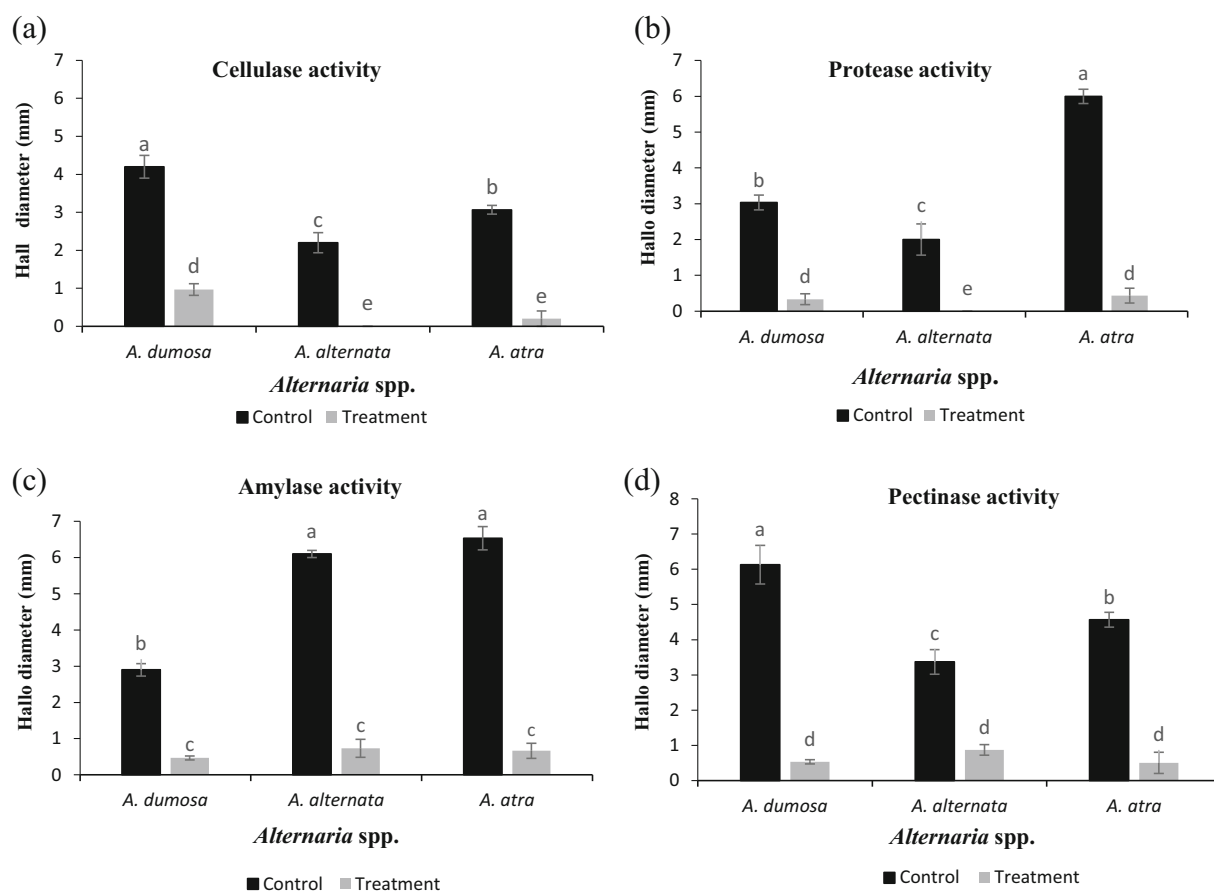 (a)
Cellulase activity
Hall diameter (mm)
7
6
5
4
3
2
1
0
a
d
c
e
b
e
A. dumosa A. alternata A. atra
Alternaria spp.
Control Treatment
(b)
Protease activity
Hallo diameter (mm)
7
6
5
4
3
2
1
0
b
d
c
e
a
d
A. dumosa A. alternata A. atra
Alternaria spp.
Control Treatment
(c)
Amylase activity
Hallo diameter (mm)
7
6
5
4
3
2
1
0
b
c
a
c
a
c
A. dumosa A. alternata A. atra
Alternaria spp.
Control Treatment
(d)
Pectinase activity
Hallo diameter (mm)
8
7
6
5
4
3
2
1
0
a
d
c
d
b
d
A. dumosa A. alternata A. atra
Alternaria spp.
Control Treatment